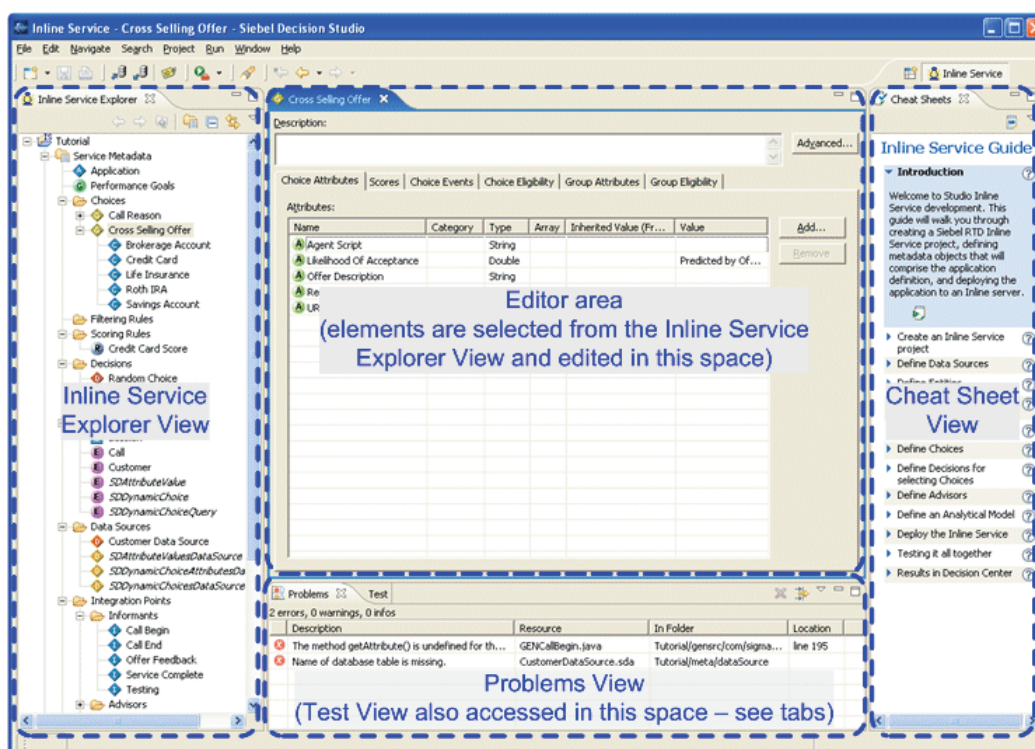 Inline Service - Cross Selling Offer - Siebel Decision Studio
File Edit Navigate Search Project Run Window Help
Inline Service
Inline Service Explorer
Tutorial
Service Metadata
Application
Performance Goals
Choices
Call Reason
Cross Selling Offer
Brokerage Account
Credit Card
Life Insurance
Roth IRA
Savings Account
Filtering Rules
Scoring Rules
Credit Card Score
Decisions
Random Choice
Inline Service
Explorer View
Call
Customer
SDAttributeValue
SDDynamicChoice
SDDynamicChoiceQuery
Data Sources
Customer Data Source
SDAttributeValuesDataSource
SDDynamicChoiceAttributesDa
SDDynamicChoicesDataSource
Integration Points
Informants
Call Begin
Call End
Offer Feedback
Service Complete
Testing
Advisors
Cross Selling Offer
Description:
Advanced...
Choice Attributes Scores Choice Events Choice Eligibility Group Attributes Group Eligibility
Attributes:
Name Category Type Array Inherited Value (Fr... Value
Add...
Agent Script String
Remove
Likelihood Of Acceptance Double Predicted by Of...
Offer Description String
Re
UR
Editor area
(elements are selected from the Inline Service
Explorer View and edited in this space)
Problems Test
2 errors, 0 warnings, 0 infos
Description Resource In Folder Location
The method getAttribute() is undefined for th... GENCallBegin.java Tutorial/gensrc/com/sigma... line 195
Name of database table is missing. CustomerDataSource.sda Tutorial/meta/dataSource
Problems View
(Test View also accessed in this space – see tabs)
Cheat Sheets
Inline Service Guide
Introduction
Welcome to Studio Inline
Service development. This
guide will walk you through
creating a Siebel RTD Inline
Service project, defining
metadata objects that will
comprise the application
definition, and deploying the
application to an Inline server.
Create an Inline Service
project
Define Data Sources
Cheat Sheet
View
Define Choices
Define Decisions for
selecting Choices
Define Advisors
Define an Analytical Model
Deploy the Inline Service
Testing it all together
Results in Decision Center